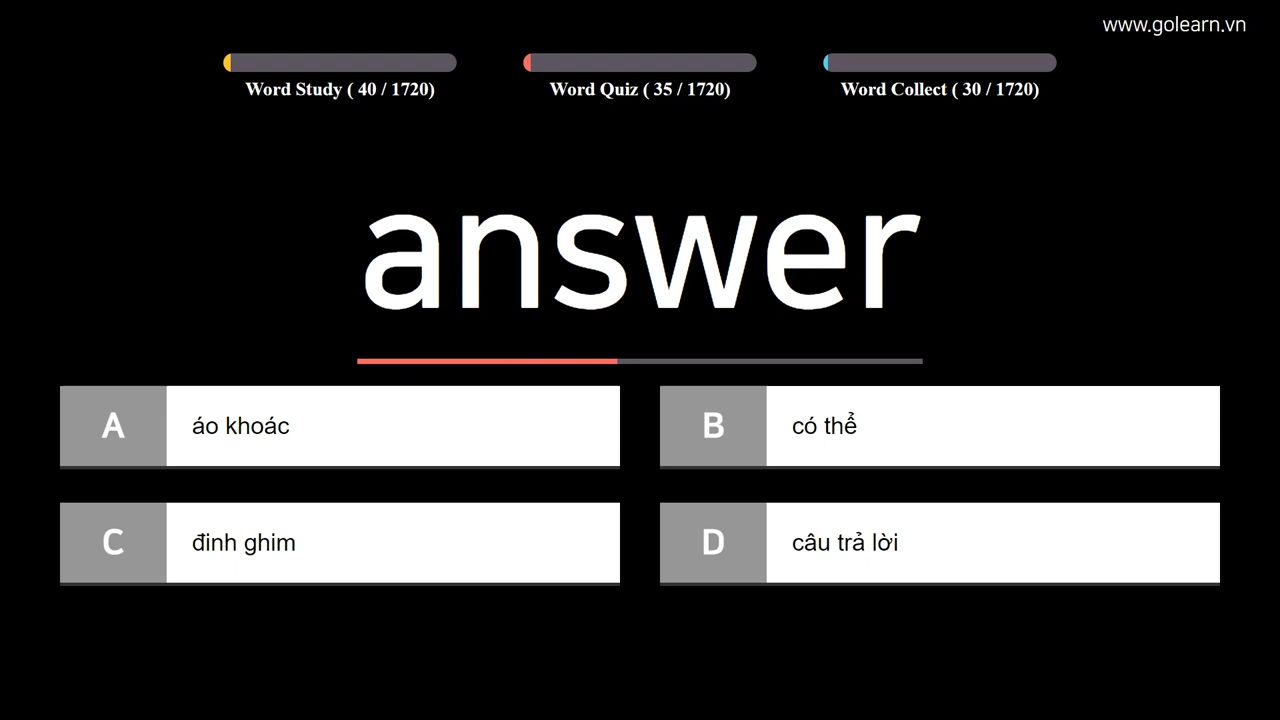 www.golearn.vn
Word Study ( 40 / 1720)
Word Quiz ( 35 / 1720)
Word Collect ( 30 / 1720)
answer
A áo khoác
B có thể
C đinh ghim
D câu trả lời